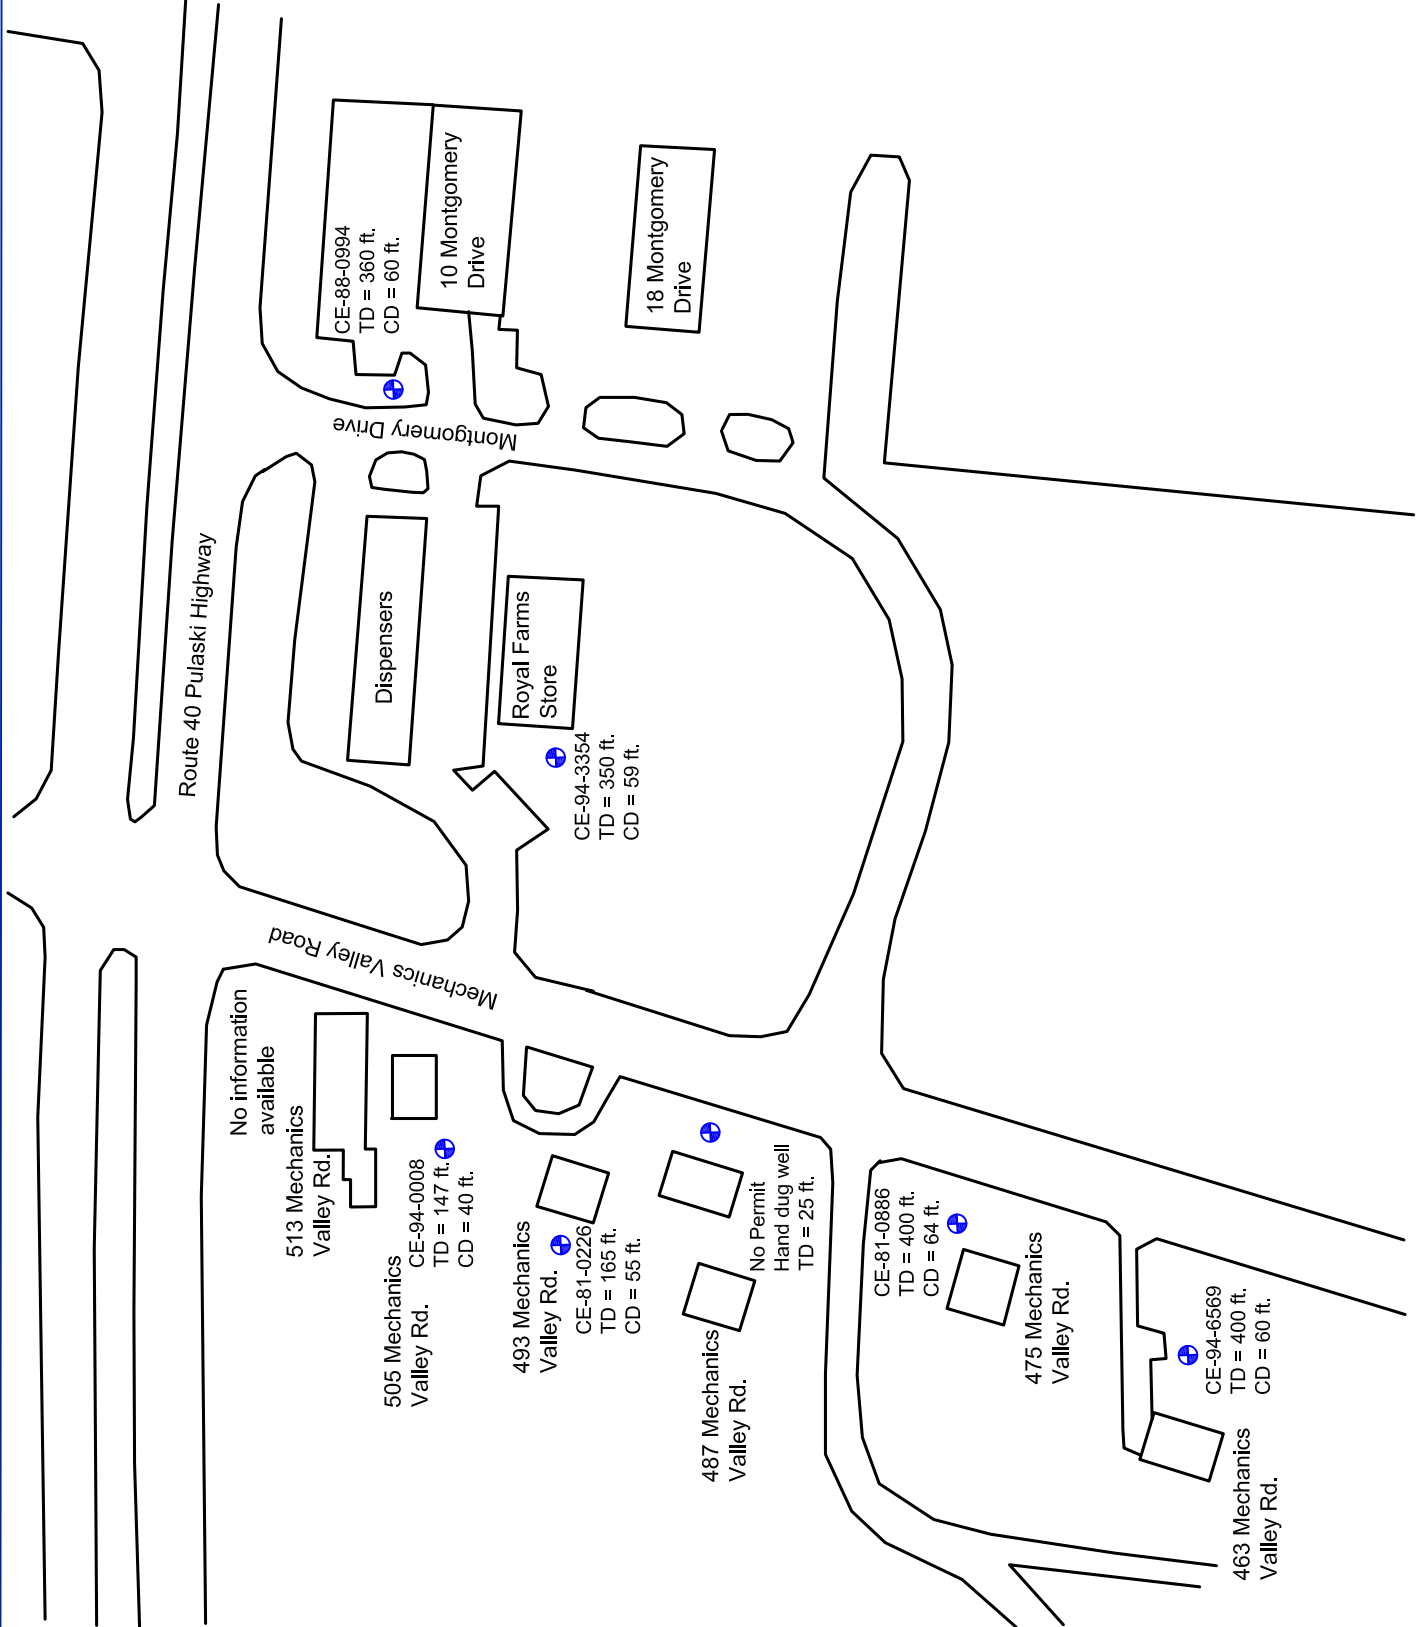 Route 40 Pulaski Highway
CE-88-0994
TD = 360 ft.
CD = 60 ft.
10 Montgomery
Drive
18 Montgomery
Drive
Montgomery Drive
Dispensers
Royal Farms
Store
CE-94-3354
TD = 350 ft.
CD = 59 ft.
Mechanics Valley Road
No information
available
513 Mechanics
Valley Rd.
CE-94-0008
TD = 147 ft.
CD = 40 ft.
505 Mechanics
Valley Rd.
493 Mechanics
Valley Rd.
CE-81-0226
TD = 165 ft.
CD = 55 ft.
No Permit
Hand dug well
TD = 25 ft.
487 Mechanics
Valley Rd.
CE-81-0886
TD = 400 ft.
CD = 64 ft.
475 Mechanics
Valley Rd.
CE-94-6569
TD = 400 ft.
CD = 60 ft.
463 Mechanics
Valley Rd.